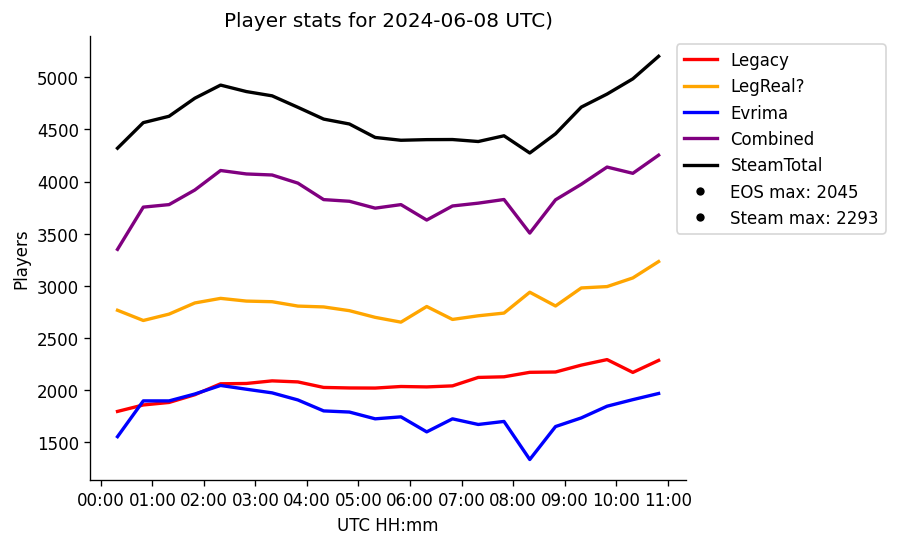 Player stats for 2024-06-08 UTC)
Legacy
LegReal?
Evrima
Combined
SteamTotal
EOS max: 2045
Steam max: 2293
Players
5000
4500
4000
3500
3000
2500
2000
1500
00:00 01:00 02:00 03:00 04:00 05:00 06:00 07:00 08:00 09:00 10:00 11:00
UTC HH:mm